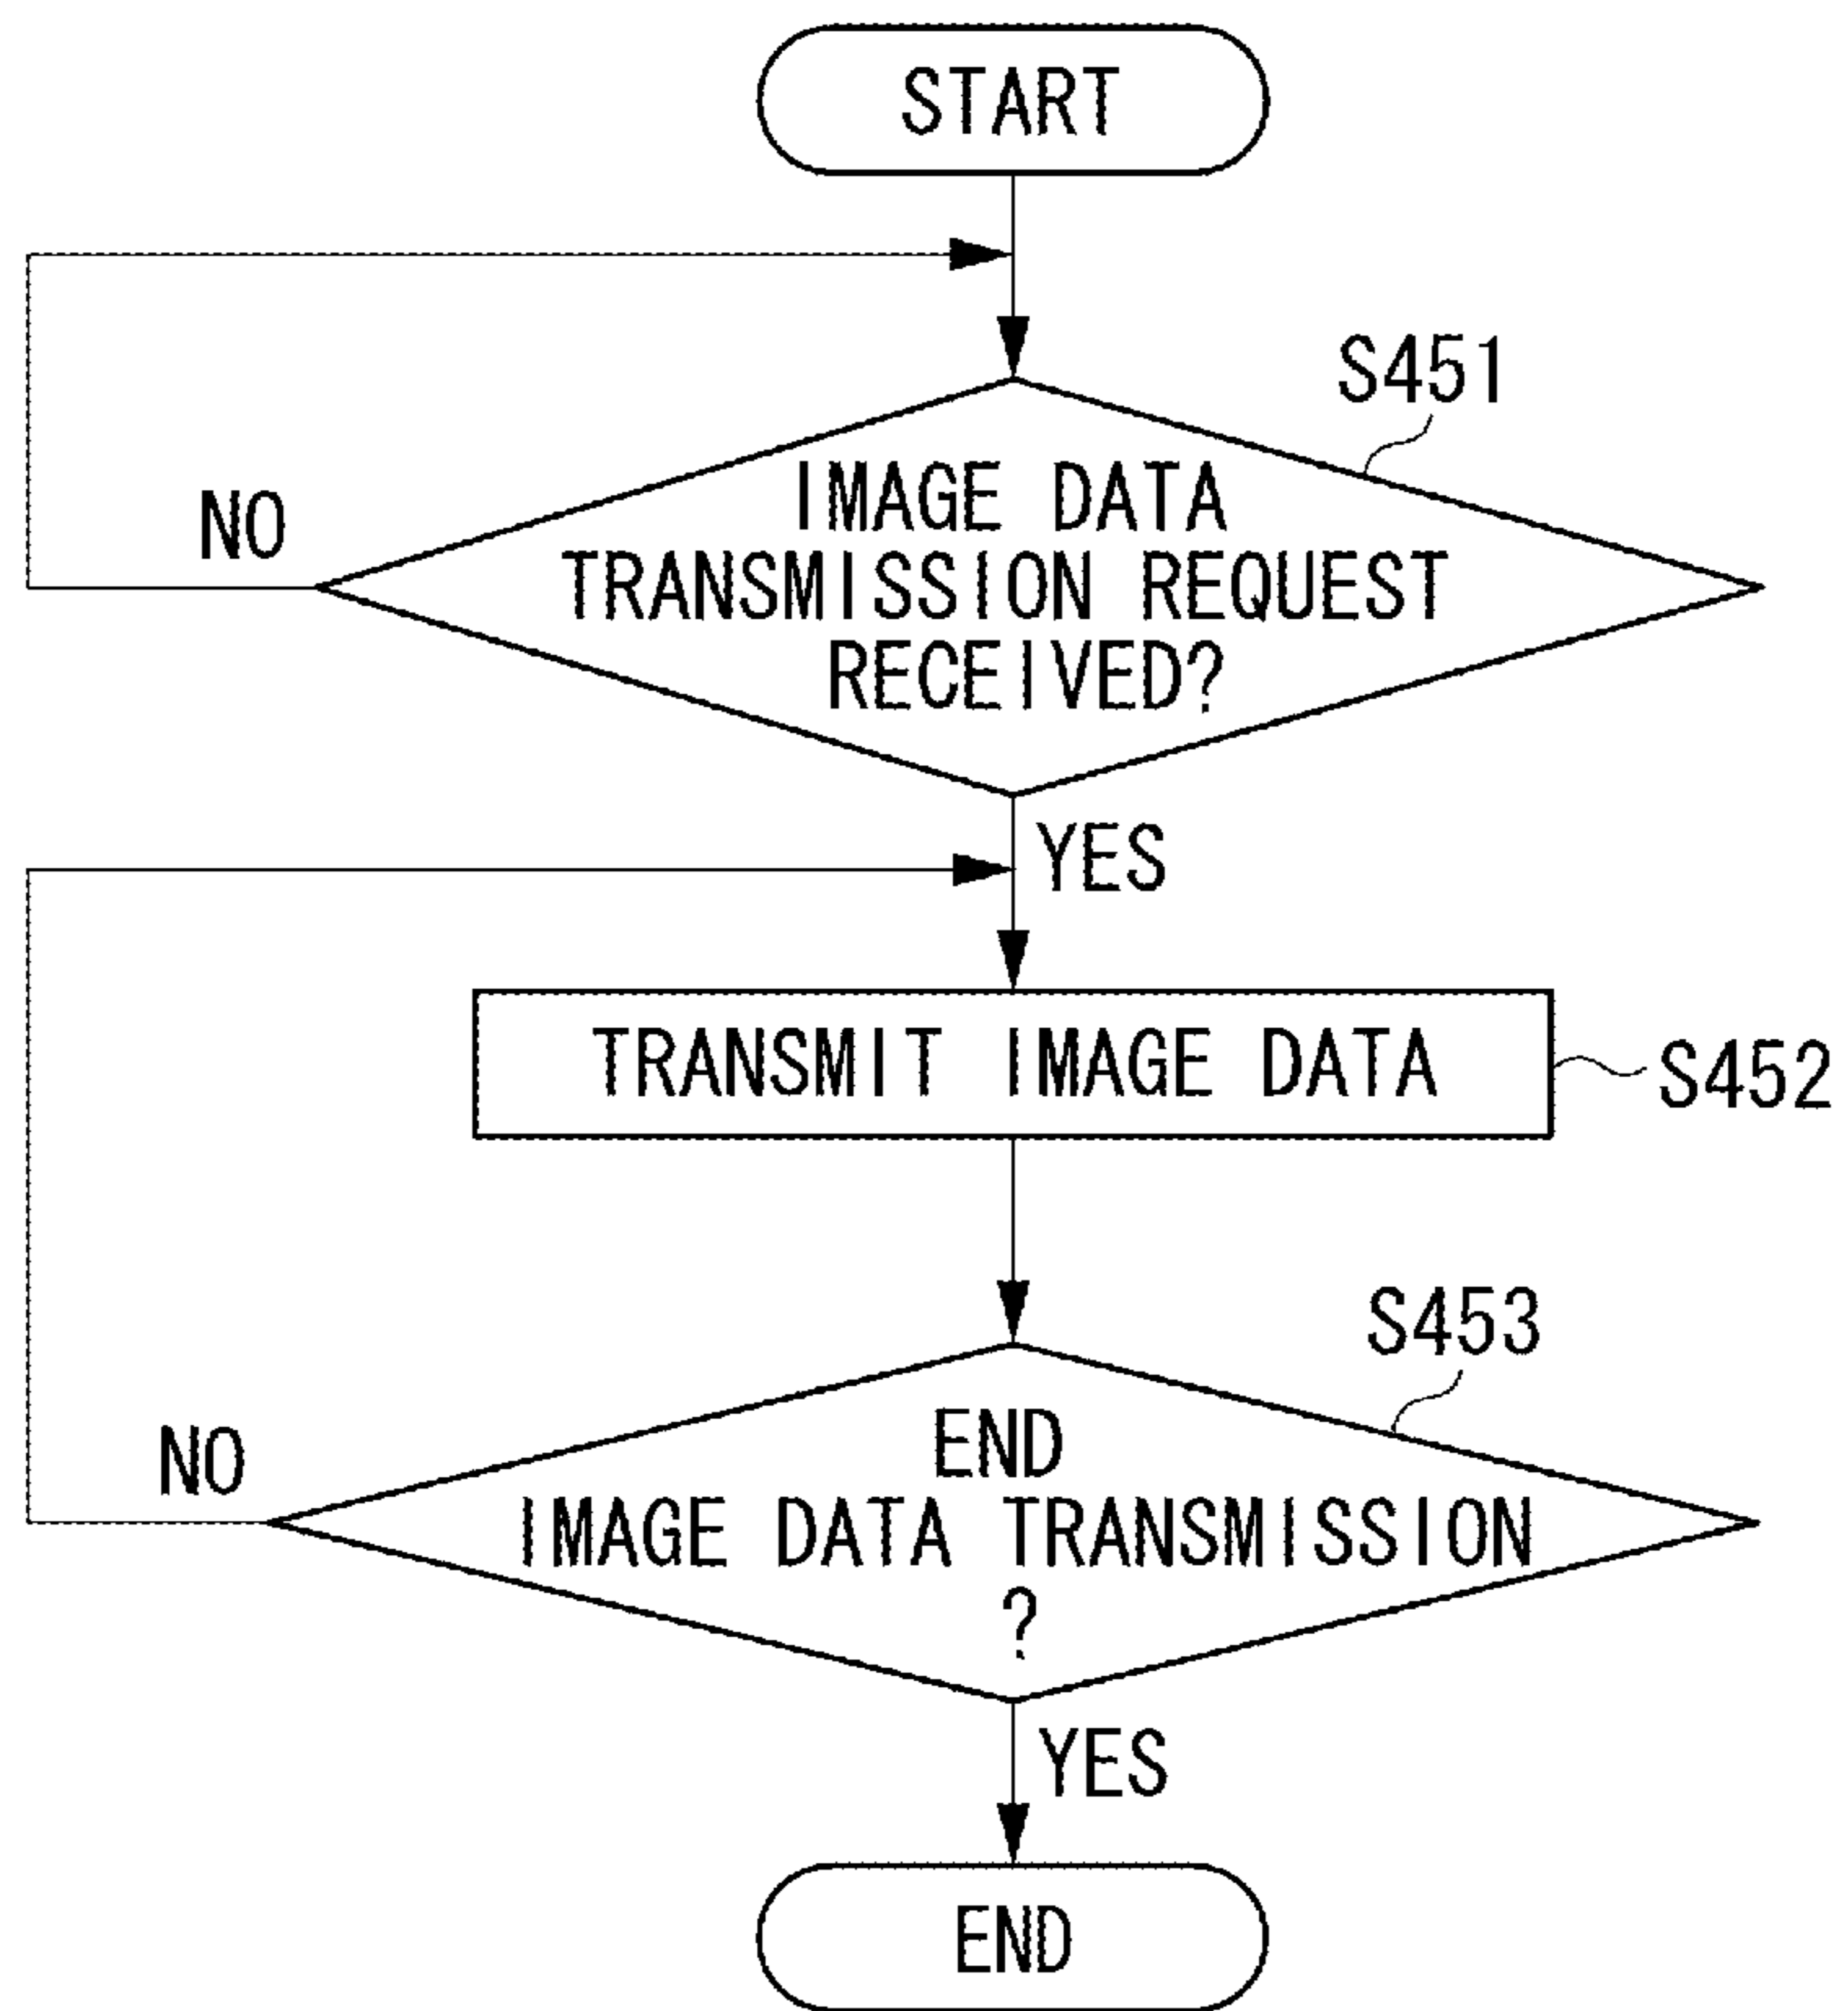 START
S451
IMAGE DATA
TRANSMISSION REQUEST
RECEIVED?
NO
YES
TRANSMIT IMAGE DATA
S452
S453
END
IMAGE DATA TRANSMISSION
?
NO
YES
END